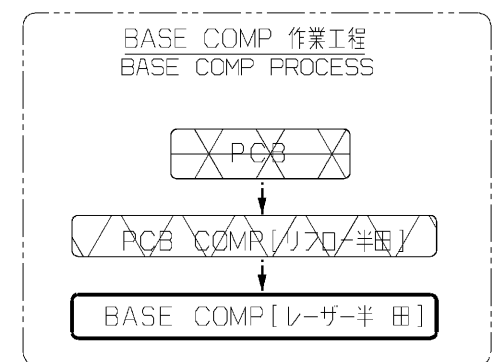 BASE COMP 作業工程
BASE COMP PROCESS
PCB
PCB COMP[リフロー半田]
BASE COMP[レーザー半田]